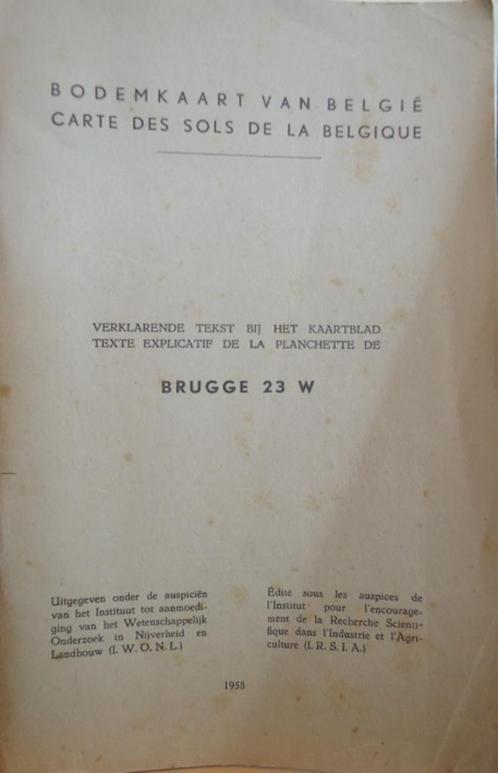 BODEMKAART VAN BELGIË
CARTE DES SOLS DE LA BELGIQUE
VERKLARENDE TEKST BIJ HET KAARTBLAD
TEXTE EXPLICATIF DE LA PLANCHETTE DE
BRUGGE 23 W
Uitgegeven onder de auspiciën
van het Instituut tot aanmoedi-
ging van het Wetenschappelijk
Onderzoek in Nijverheid en
Landbouw (I. W. O. N. L.)
Édité sous les auspices de
l'Institut pour l'encourage-
ment de la Recherche Scienti-
fique dans l'Industrie et l'Agri-
culture (I. R. S. I. A.)
1958